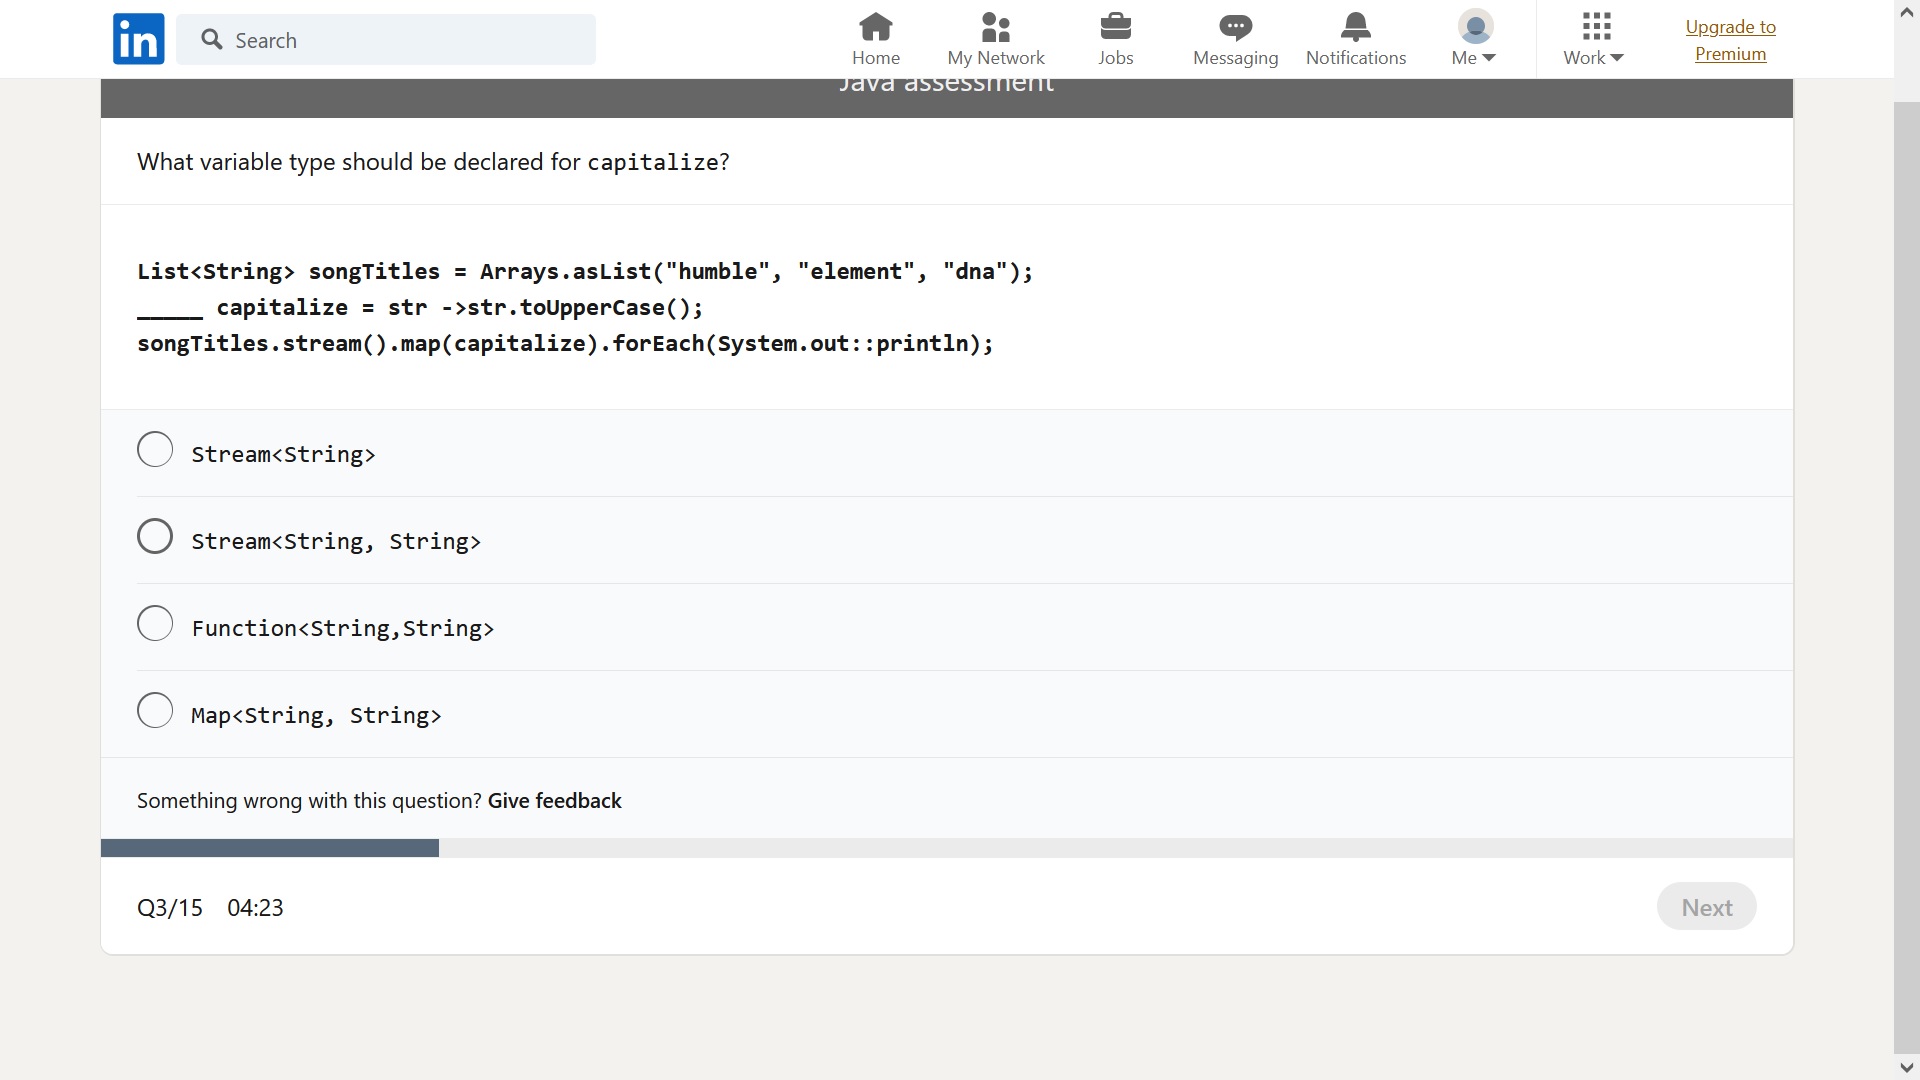 in
Search
Home
My Network
Jobs
Messaging
Notifications
Me
Work
Upgrade to
Premium
Java assessment
What variable type should be declared for capitalize?
List<String> songTitles = Arrays.asList("humble", "element", "dna");
_____ capitalize = str ->str.toUpperCase();
songTitles.stream().map(capitalize).forEach(System.out::println);
Stream<String>
Stream<String, String>
Function<String,String>
Map<String, String>
Something wrong with this question? Give feedback
Q3/15 04:23
Next